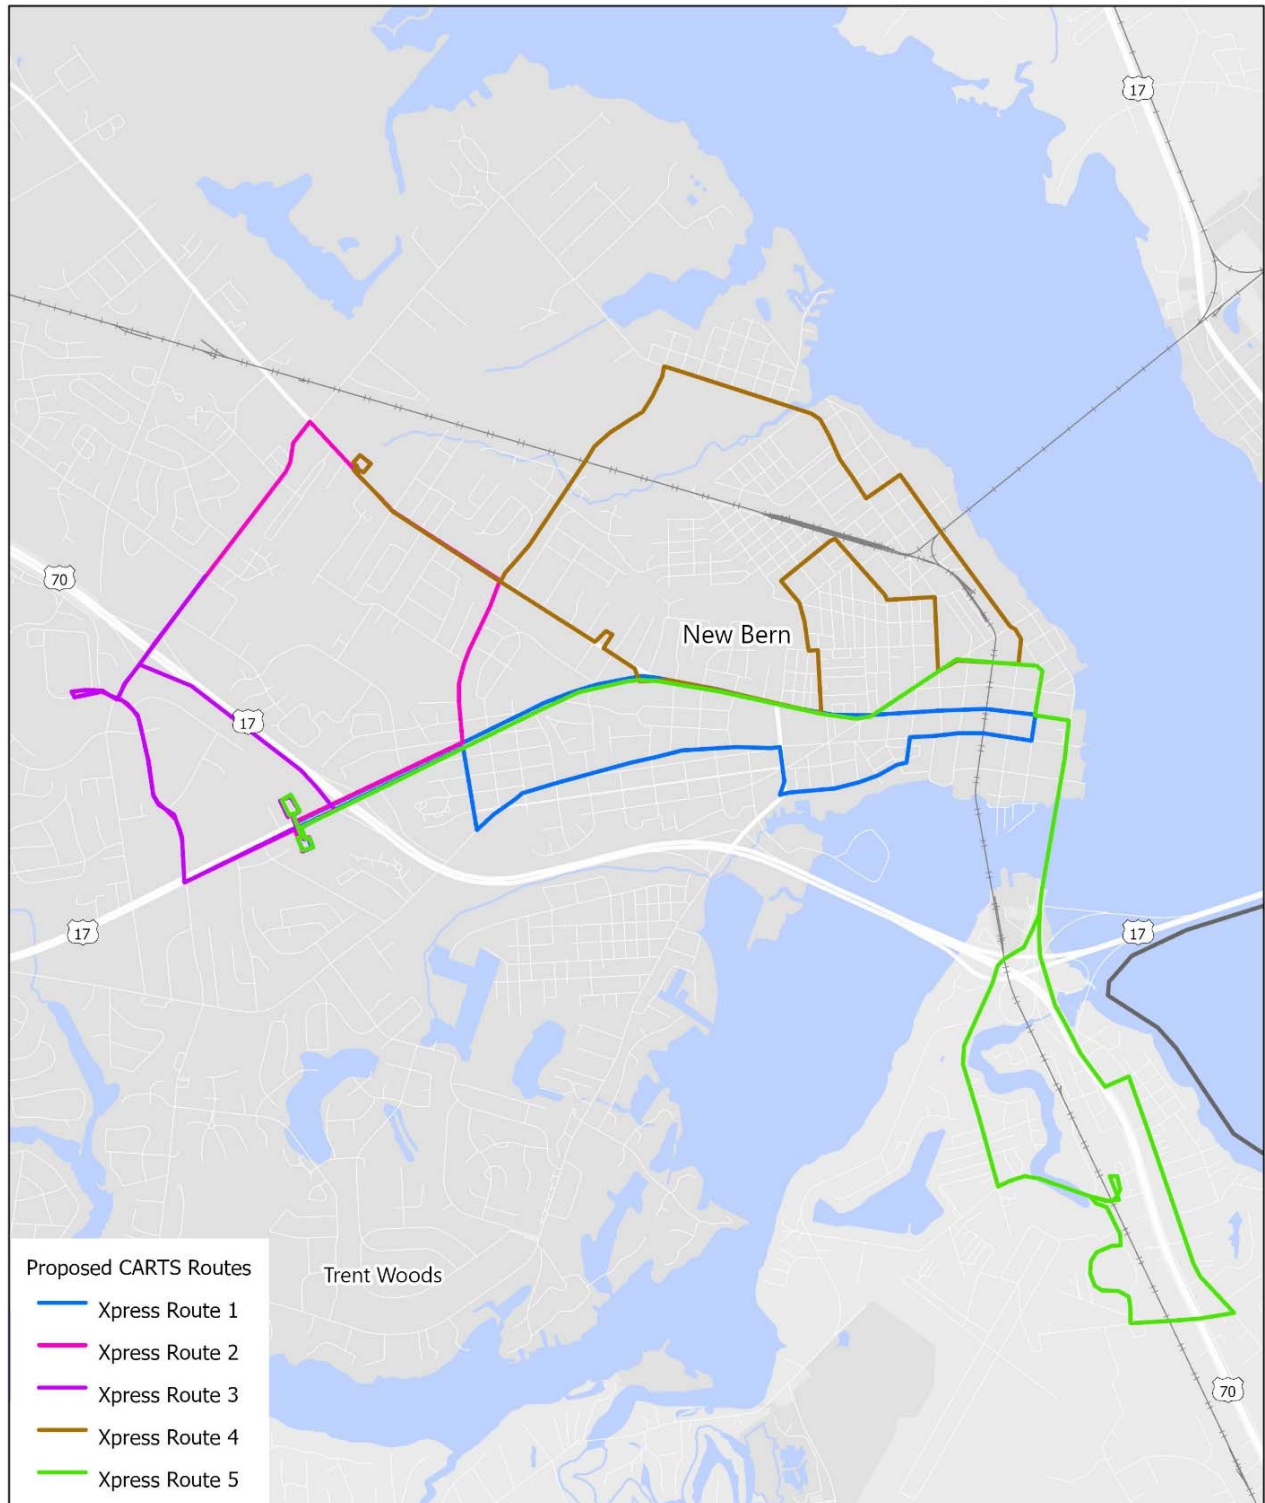 17
70
New Bern
17
17
17
Trent Woods
70
Proposed CARTS Routes
Xpress Route 1
Xpress Route 2
Xpress Route 3
Xpress Route 4
Xpress Route 5